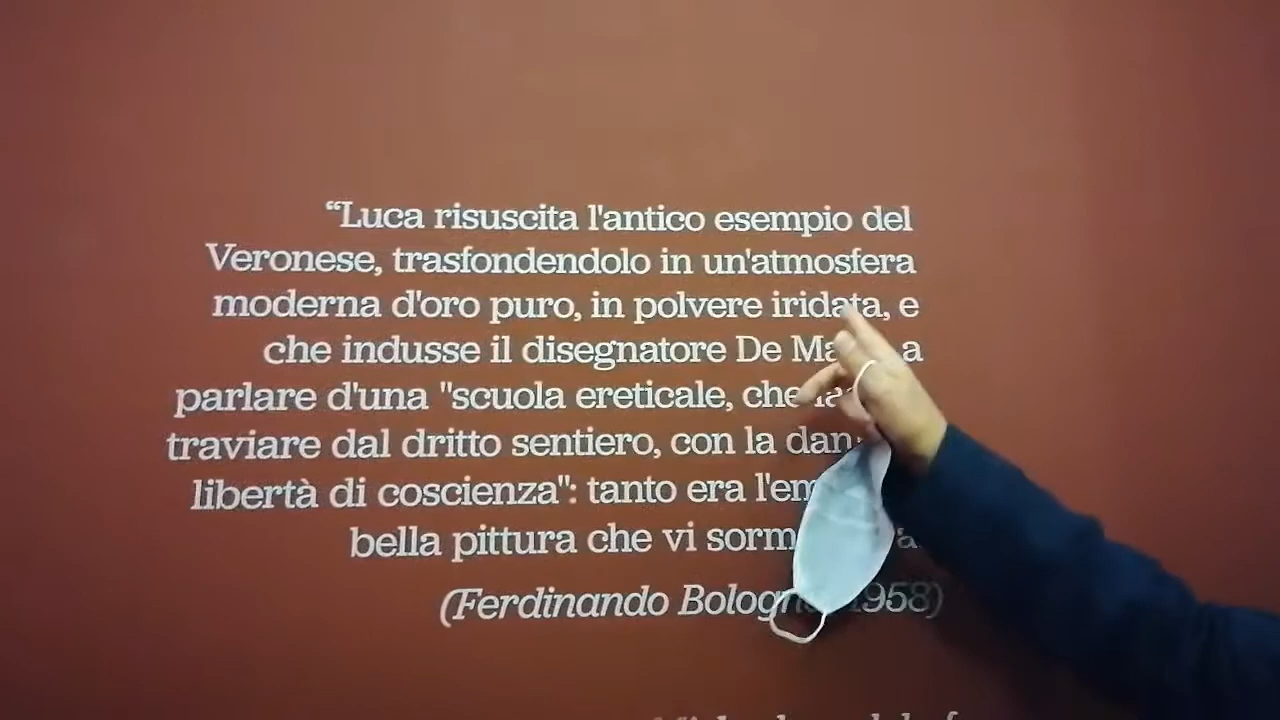 “Luca risuscita l'antico esempio del
Veronese, trasfondendolo in un'atmosfera
moderna d'oro puro, in polvere iridata, e
che indusse il disegnatore De a
parlare d'una "scuola ereticale, che
traviare dal dritto sentiero, con la
libertà di coscienza": tanto era
bella pittura che vi
(Ferdinando 1958)